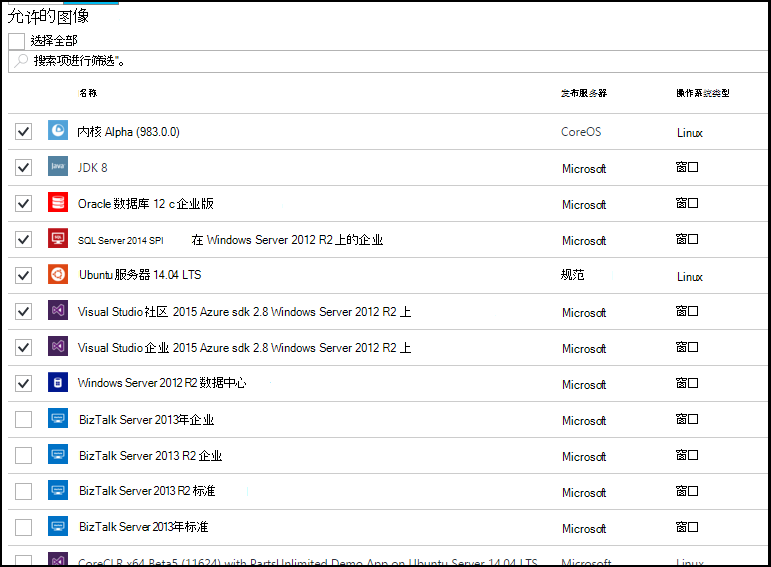 允许的图像
选择全部
搜索项进行筛选"。
名称 发布服务器 操作系统类型
内核 Alpha (983.0.0) CoreOS Linux
Java JDK 8 Microsoft 窗口
Oracle 数据库 12 c 企业版 Microsoft 窗口
SQL Server 2014 SPI 在 Windows Server 2012 R2 上的企业 Microsoft 窗口
Ubuntu 服务器 14.04 LTS 规范 Linux
Visual Studio 社区 2015 Azure sdk 2.8 Windows Server 2012 R2 上 Microsoft 窗口
Visual Studio 企业 2015 Azure sdk 2.8 Windows Server 2012 R2 上 Microsoft 窗口
Windows Server 2012 R2 数据中心 Microsoft 窗口
BizTalk Server 2013年企业 Microsoft 窗口
BizTalk Server 2013 R2 企业 Microsoft 窗口
BizTalk Server 2013 R2 标准 Microsoft 窗口
BizTalk Server 2013年标准 Microsoft 窗口
CoreCLR x64 Beta5 (11624) with PartsUnlimited Demo App on Ubuntu Server 14.04 LTS Microsoft Linux